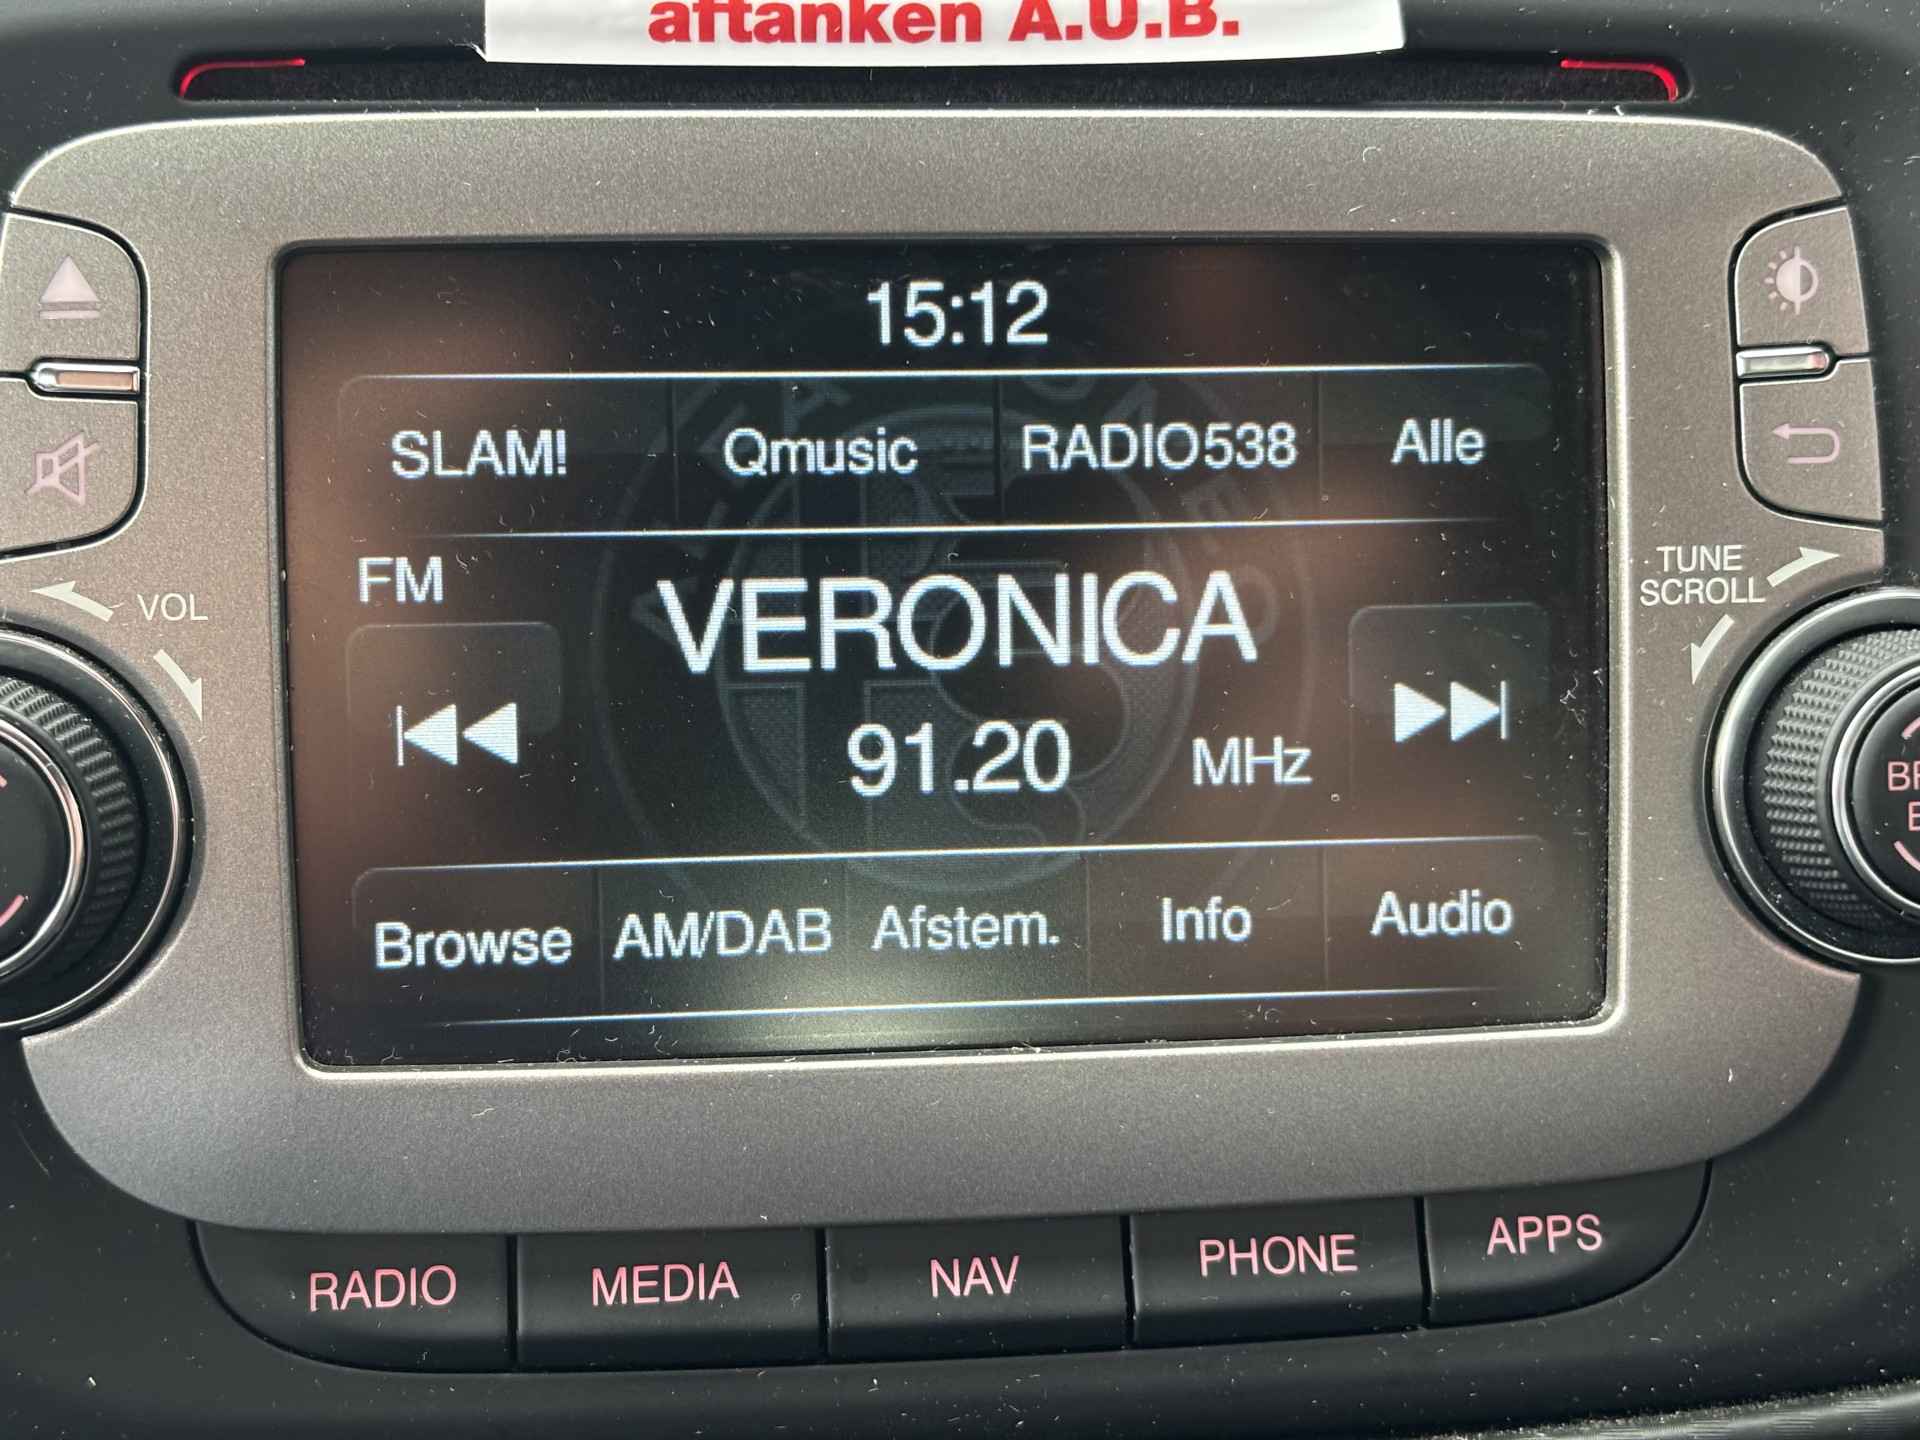 aftanken A.U.B.
15:12
SLAM! Qmusic RADIO538 Alle
FM
VERONICA
91.20 MHz
Browse AM/DAB Afstem. Info Audio
VOL
TUNE
SCROLL
RADIO MEDIA NAV PHONE APPS